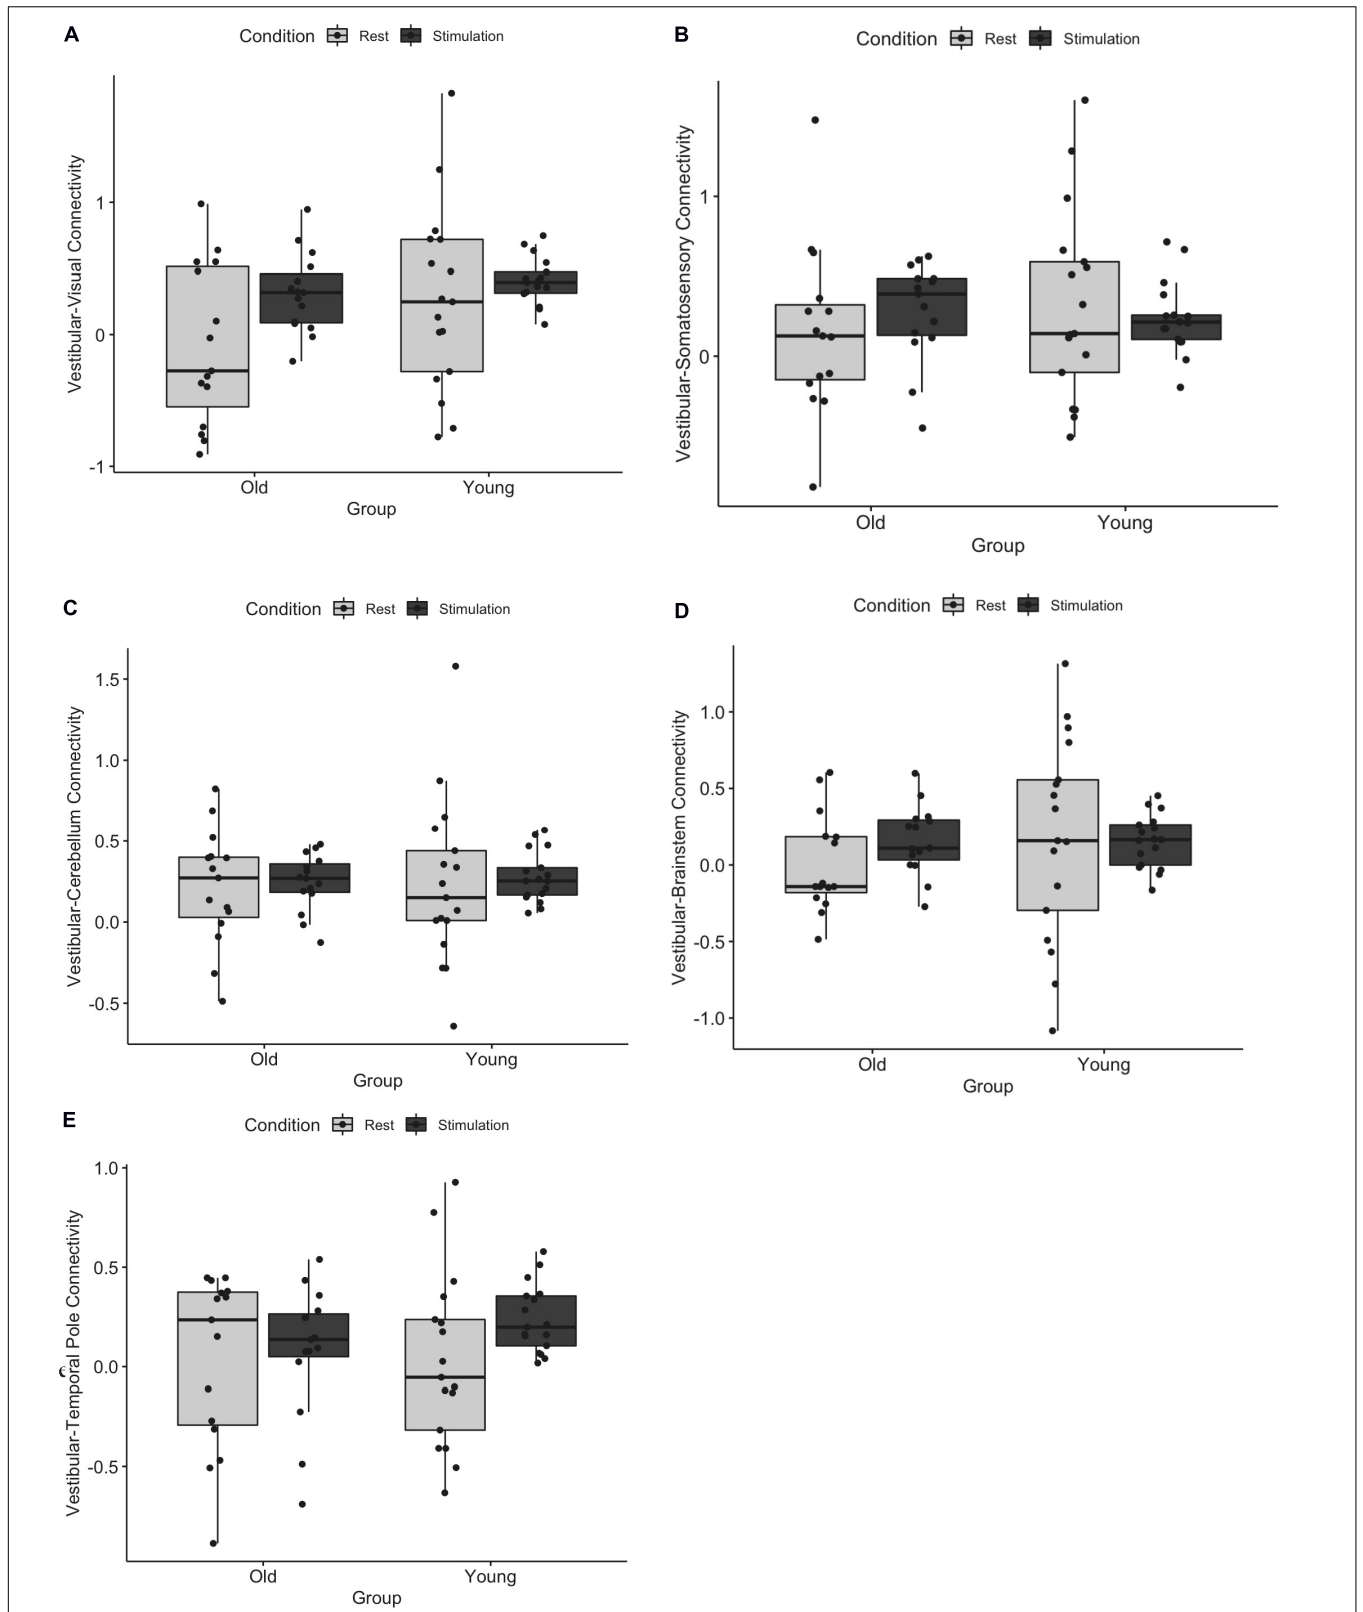 A
Condition Rest Stimulation
Vestibular-Visual Connectivity
1
0
-1
Old Young
Group
B
Condition Rest Stimulation
Vestibular-Somatosensory Connectivity
1
0
Old Young
Group
C
Condition Rest Stimulation
Vestibular-Cerebellum Connectivity
1.5
1.0
0.5
0.0
-0.5
Old Young
Group
D
Condition Rest Stimulation
Vestibular-Brainstem Connectivity
1.0
0.5
0.0
-0.5
-1.0
Old Young
Group
E
Condition Rest Stimulation
Vestibular-Temporal Pole Connectivity
1.0
0.5
0.0
-0.5
Old Young
Group